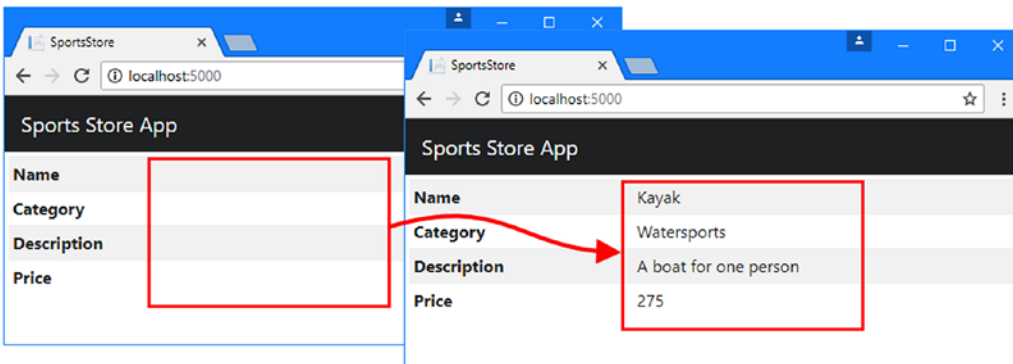 SportsStore
localhost:5000
Sports Store App
Name
Category
Description
Price
SportsStore
localhost:5000
Sports Store App
Name Kayak
Category Watersports
Description A boat for one person
Price 275